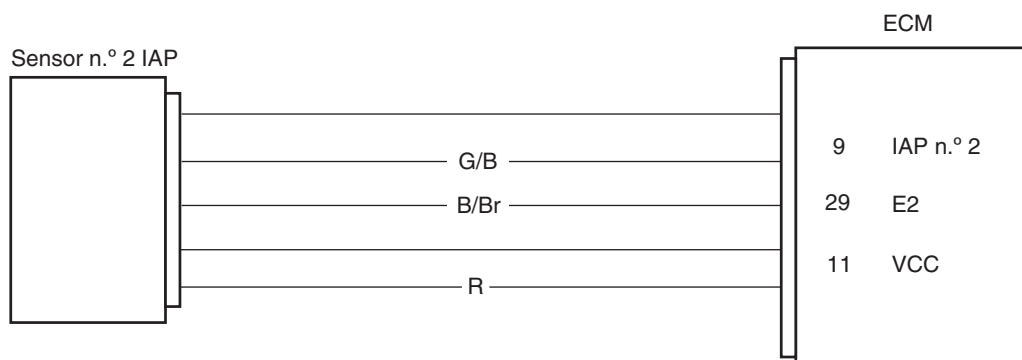 ECM
Sensor n.º 2 IAP
9 IAP n.º 2
G/B
29 E2
B/Br
11 VCC
R